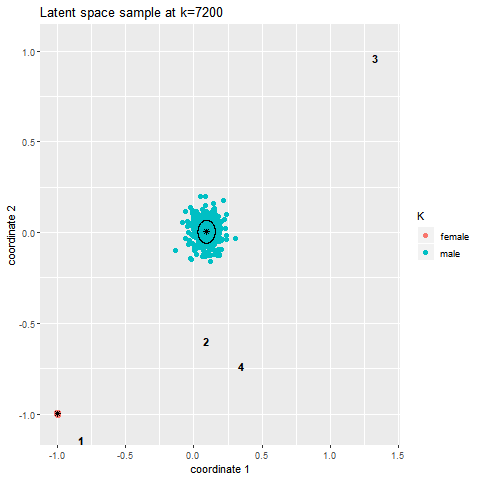 Latent space sample at k=7200
1.0
0.5
0.0
-0.5
-1.0
coordinate 2
3
2
4
1
-1.0 -0.5 0.0 0.5 1.0 1.5
coordinate 1
K
female
male